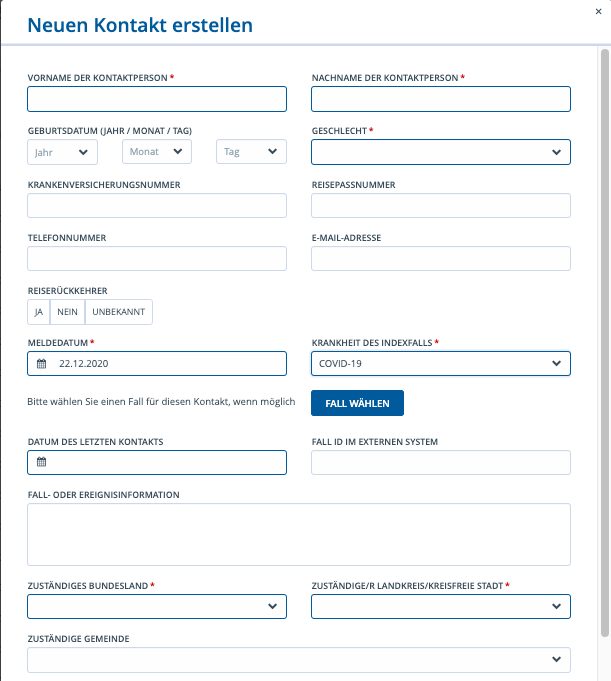 Neuen Kontakt erstellen
VORNAME DER KONTAKTPERSON *
NACHNAME DER KONTAKTPERSON *
GEBURTSDATUM (JAHR / MONAT / TAG)
GESCHLECHT *
Jahr
Monat
Tag
KRANKENVERSICHERUNGSNUMMER
REISEPASSNUMMER
TELEFONNUMMER
E-MAIL-ADRESSE
REISERÜCKKEHRER
JA
NEIN
UNBEKANNT
MELDEDATUM *
KRANKHEIT DES INDEXFALLS *
22.12.2020
COVID-19
Bitte wählen Sie einen Fall für diesen Kontakt, wenn möglich
FALL WÄHLEN
DATUM DES LETZTEN KONTAKTS
FALL ID IM EXTERNEN SYSTEM
FALL- ODER EREIGNISINFORMATION
ZUSTÄNDIGES BUNDESLAND *
ZUSTÄNDIGE/R LANDKREIS/KREISFREIE STADT *
ZUSTÄNDIGE GEMEINDE